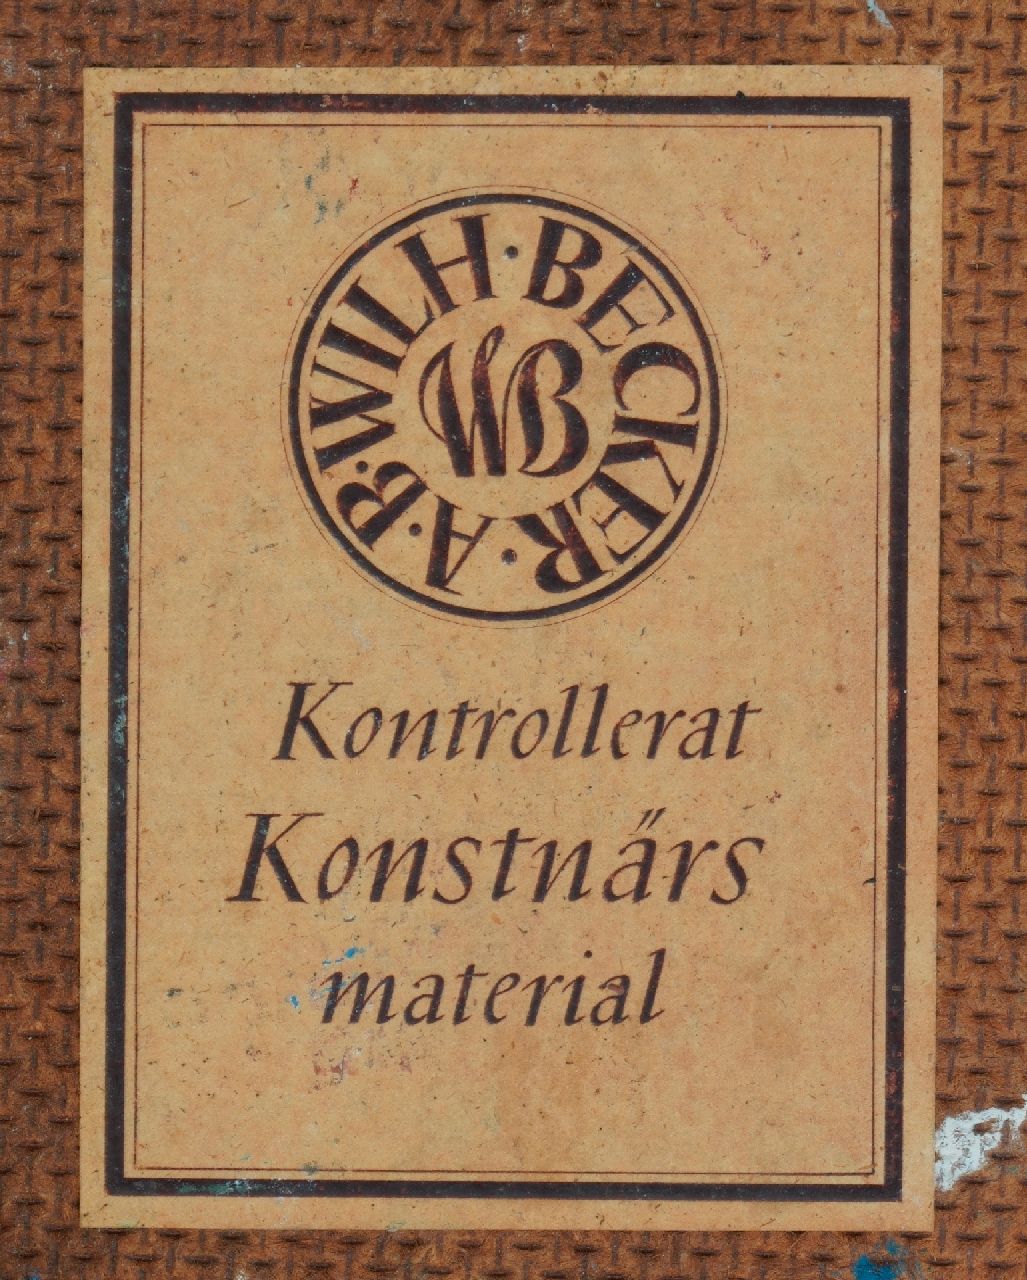 A·B·WILH·BECKER·
WB
Kontrollerat
Konstnärs
material